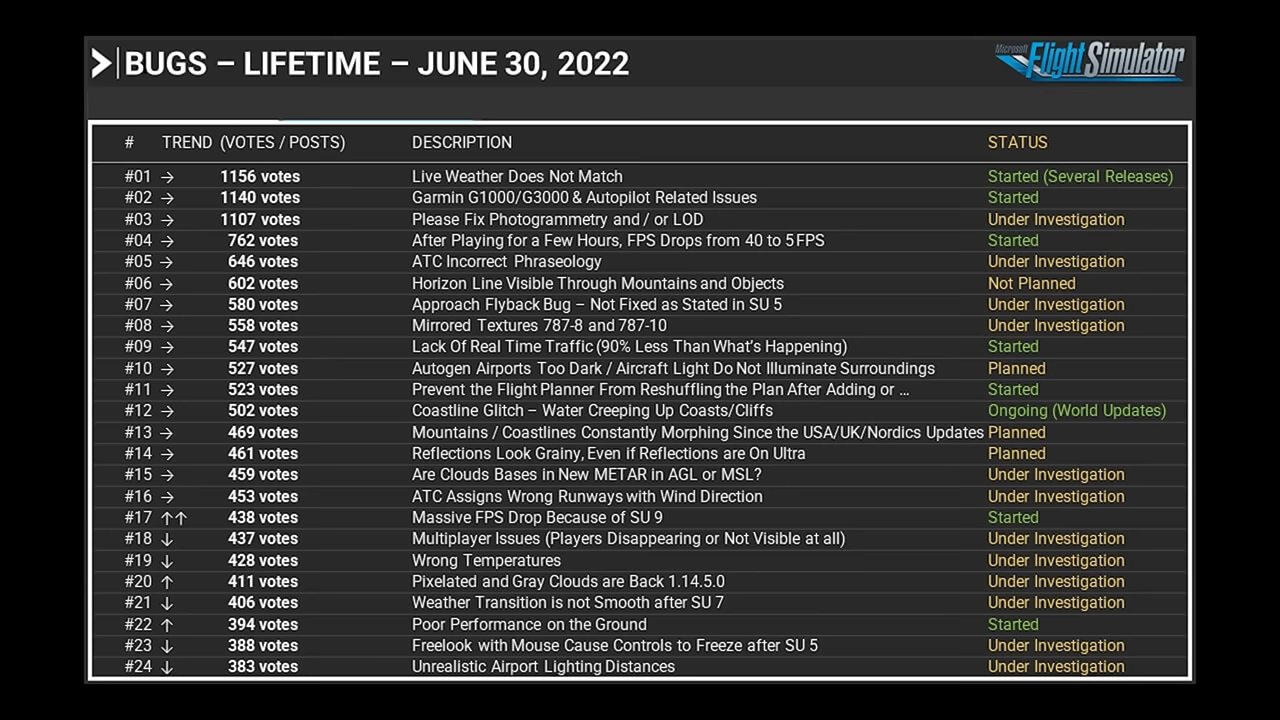 BUGS – LIFETIME – JUNE 30, 2022
Microsoft Flight Simulator
# TREND (VOTES / POSTS) DESCRIPTION STATUS
#01 → 1156 votes Live Weather Does Not Match Started (Several Releases)
#02 → 1140 votes Garmin G1000/G3000 & Autopilot Related Issues Started
#03 → 1107 votes Please Fix Photogrammetry and / or LOD Under Investigation
#04 → 762 votes After Playing for a Few Hours, FPS Drops from 40 to 5 FPS Started
#05 → 646 votes ATC Incorrect Phraseology Under Investigation
#06 → 602 votes Horizon Line Visible Through Mountains and Objects Not Planned
#07 → 580 votes Approach Flyback Bug – Not Fixed as Stated in SU 5 Under Investigation
#08 → 558 votes Mirrored Textures 787-8 and 787-10 Under Investigation
#09 → 547 votes Lack Of Real Time Traffic (90% Less Than What's Happening) Started
#10 → 527 votes Autogen Airports Too Dark / Aircraft Light Do Not Illuminate Surroundings Planned
#11 → 523 votes Prevent the Flight Planner From Reshuffling the Plan After Adding or ... Started
#12 → 502 votes Coastline Glitch – Water Creeping Up Coasts/Cliffs Ongoing (World Updates)
#13 → 469 votes Mountains / Coastlines Constantly Morphing Since the USA/UK/Nordics Updates Planned
#14 → 461 votes Reflections Look Grainy, Even if Reflections are On Ultra Planned
#15 → 459 votes Are Clouds Bases in New METAR in AGL or MSL? Under Investigation
#16 → 453 votes ATC Assigns Wrong Runways with Wind Direction Under Investigation
#17 ↑↑ 438 votes Massive FPS Drop Because of SU 9 Started
#18 ↓ 437 votes Multiplayer Issues (Players Disappearing or Not Visible at all) Under Investigation
#19 ↓ 428 votes Wrong Temperatures Under Investigation
#20 ↑ 411 votes Pixelated and Gray Clouds are Back 1.14.5.0 Under Investigation
#21 ↓ 406 votes Weather Transition is not Smooth after SU 7 Under Investigation
#22 ↑ 394 votes Poor Performance on the Ground Started
#23 ↓ 388 votes Freelook with Mouse Cause Controls to Freeze after SU 5 Under Investigation
#24 ↓ 383 votes Unrealistic Airport Lighting Distances Under Investigation